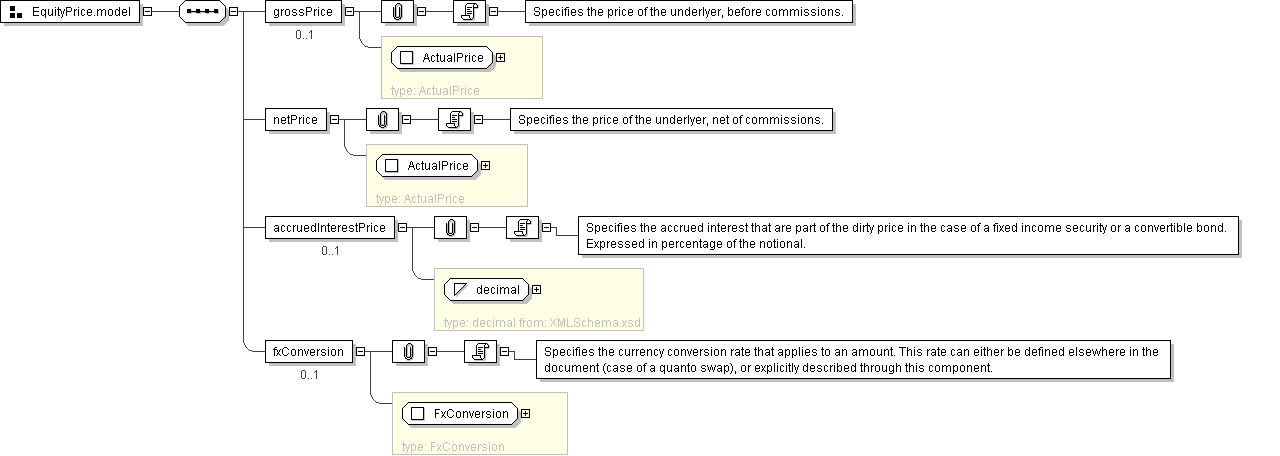 EquityPrice.model
grossPrice
Specifies the price of the underlyer, before commissions.
0..1
ActualPrice
type: ActualPrice
netPrice
Specifies the price of the underlyer, net of commissions.
ActualPrice
type: ActualPrice
accruedInterestPrice
Specifies the accrued interest that are part of the dirty price in the case of a fixed income security or a convertible bond.
Expressed in percentage of the notional.
0..1
decimal
type: decimal from: XMLSchema.xsd
fxConversion
Specifies the currency conversion rate that applies to an amount. This rate can either be defined elsewhere in the
document (case of a quanto swap), or explicitly described through this component.
0..1
FxConversion
type: FxConversion